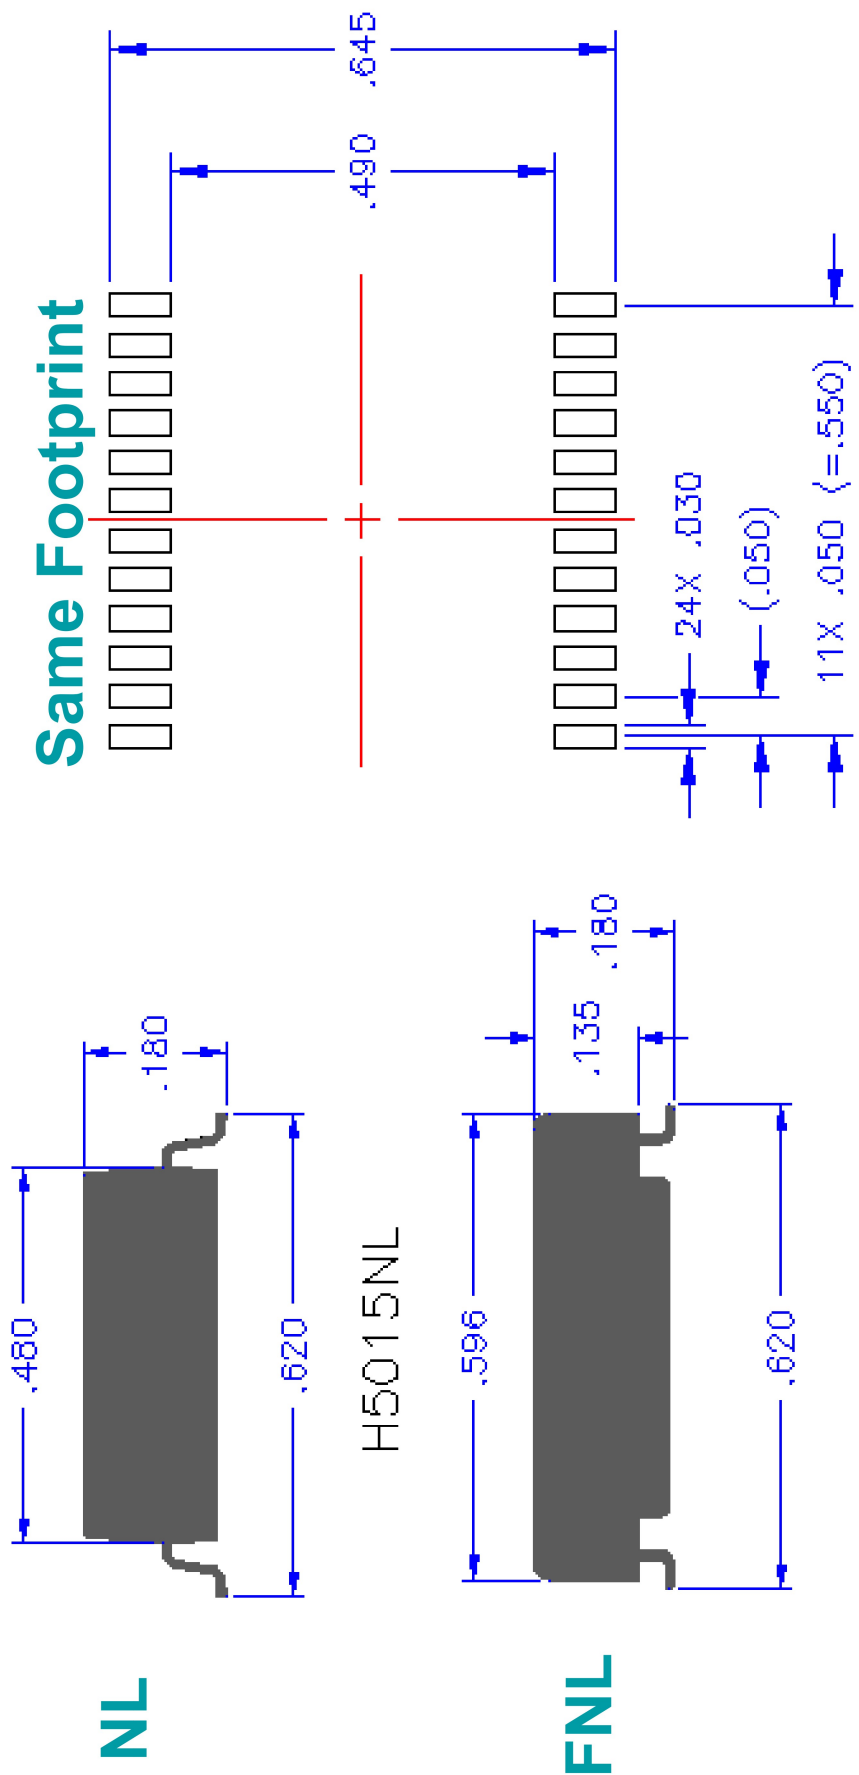 NL
.480
.180
.620
H5015NL
FNL
.596
.135
.180
.620
Same Footprint
.645
.490
24X .030
(.050)
11X .050 (=.550)